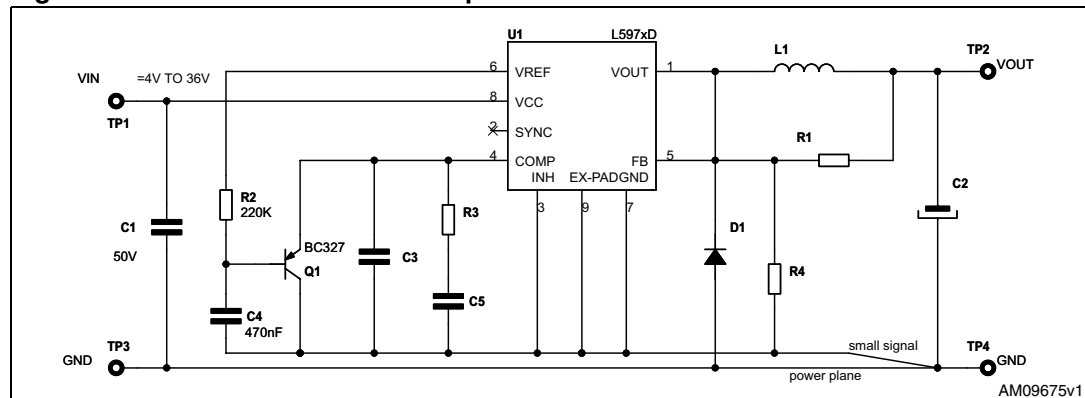 U1 L597xD
L1
TP2
VIN =4V TO 36V
6 VREF VOUT 1
VOUT
8 VCC
TP1
2 SYNC
R1
4 COMP FB 5
INH EX-PADGND
R2
220K
R3
3 9 7
C2
C1
50V
D1
BC327
Q1
C3
R4
C4
470nF
C5
TP3
GND
small signal
TP4
GND
power plane
AM09675v1